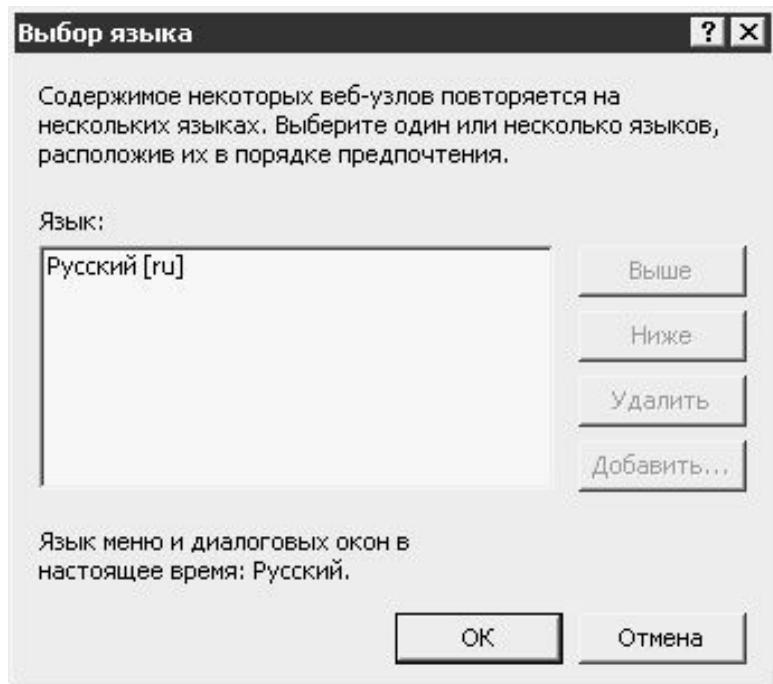 Выбор языка
Содержимое некоторых веб-узлов повторяется на
нескольких языках. Выберите один или несколько языков,
расположив их в порядке предпочтения.
Язык:
Русский [ru]
Выше
Ниже
Удалить
Добавить...
Язык меню и диалоговых окон в
настоящее время: Русский.
OK
Отмена